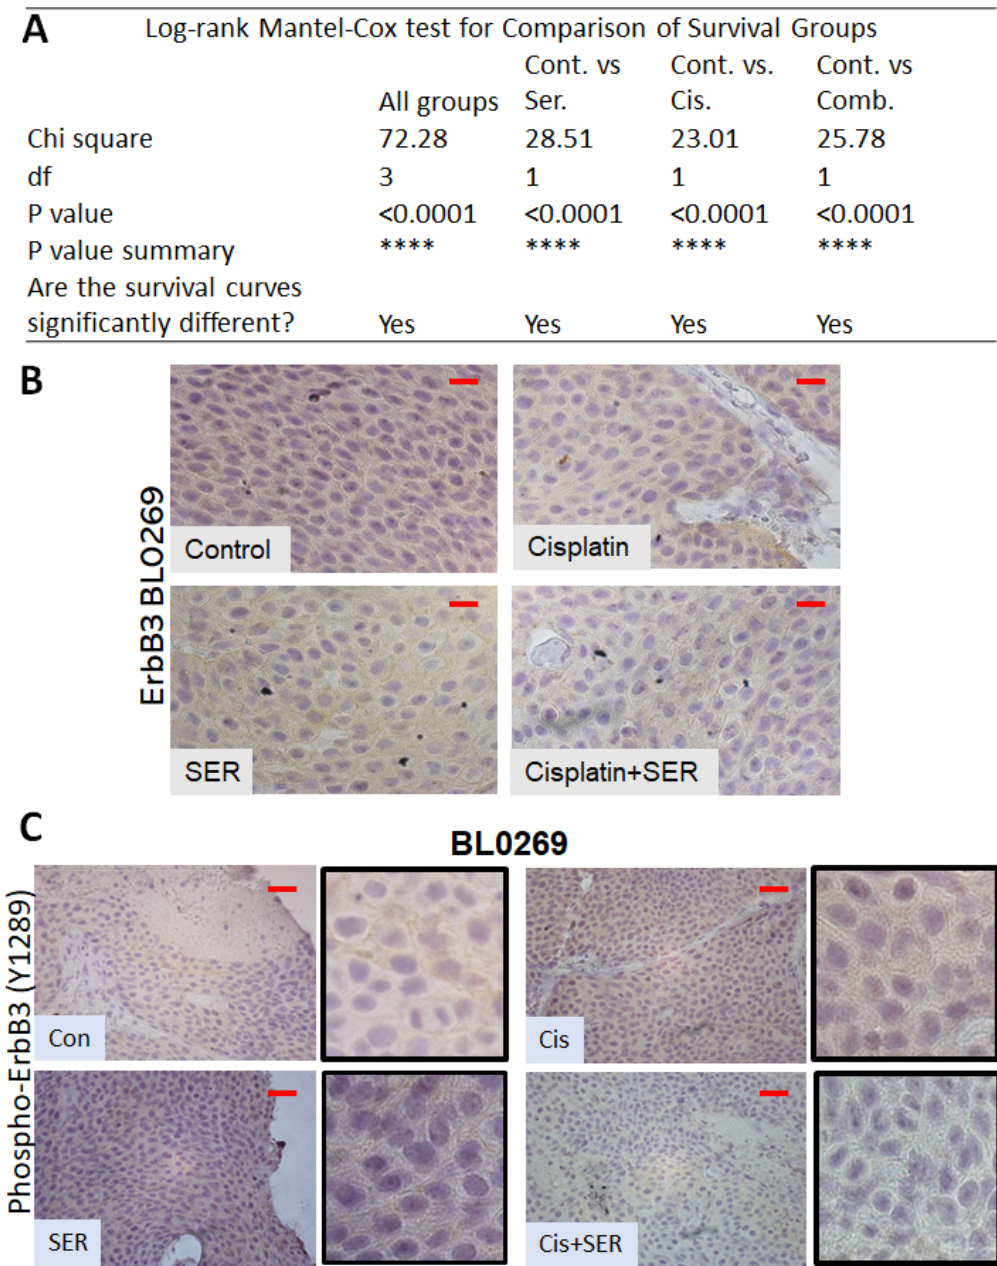 A
Log-rank Mantel-Cox test for Comparison of Survival Groups
All groups Cont. vs Ser. Cont. vs. Cis. Cont. vs Comb.
Chi square 72.28 28.51 23.01 25.78
df 3 1 1 1
P value <0.0001 <0.0001 <0.0001 <0.0001
P value summary **** **** **** ****
Are the survival curves
significantly different? Yes Yes Yes Yes
B
ErbB3 BLO269
Control
Cisplatin
SER
Cisplatin+SER
C
BL0269
Phospho-ErbB3 (Y1289)
Con
Cis
SER
Cis+SER